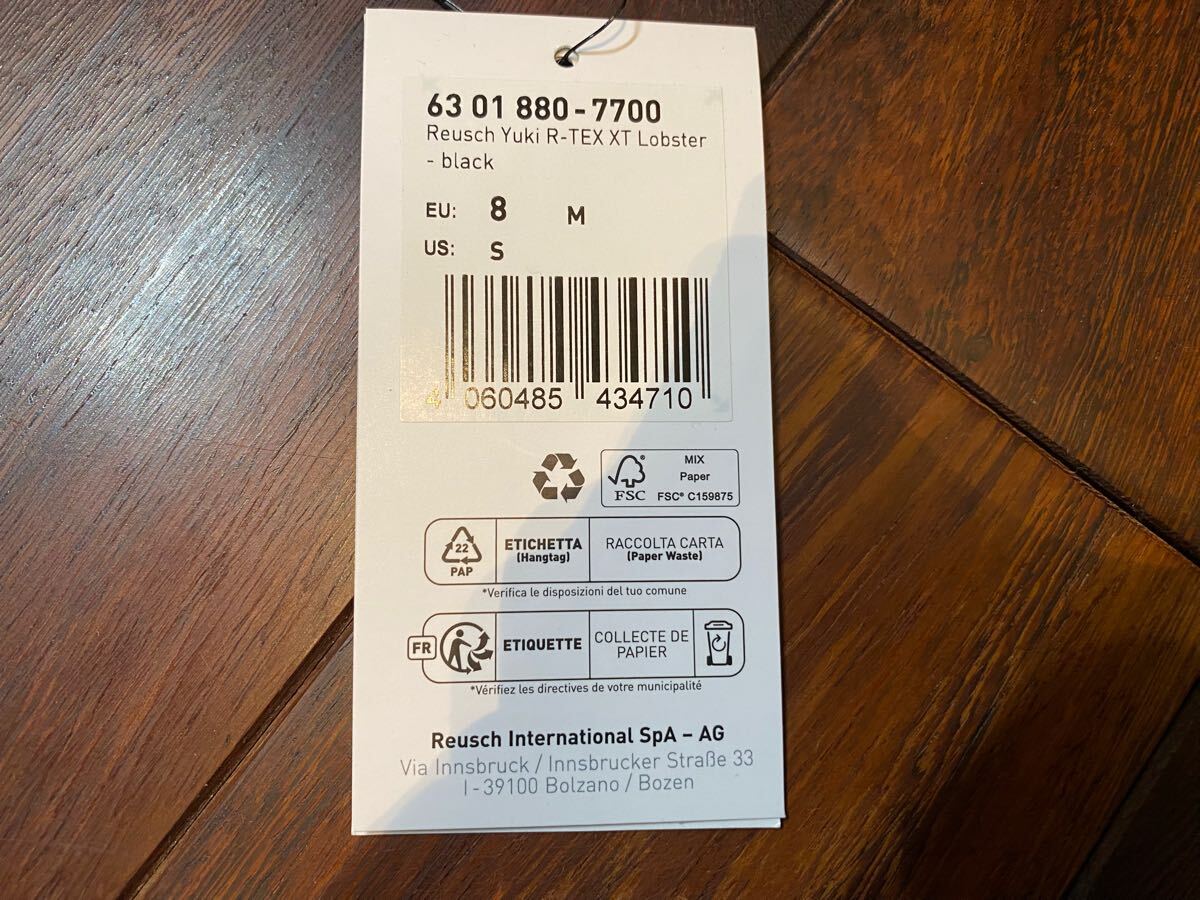 63 01 880-7700
Reusch Yuki R-TEX XT Lobster
- black
EU: 8 M
US: S
4 060485 434710
FSC
MIX
Paper
FSC® C159875
22
PAP
ETICHETTA
(Hangtag)
RACCOLTA CARTA
(Paper Waste)
*Verifica le disposizioni del tuo comune
FR
ETIQUETTE
COLLECTE DE
PAPIER
*Vérifiez les directives de votre municipalité
Reusch International SpA – AG
Via Innsbruck / Innsbrucker Straße 33
I-39100 Bolzano / Bozen